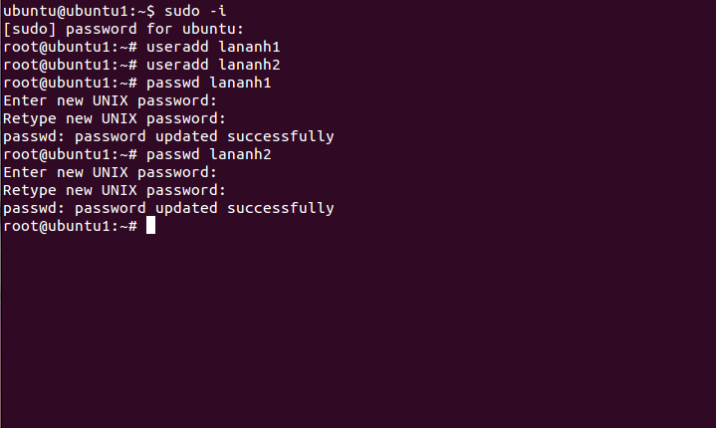 ubuntu@ubuntu1:~$ sudo -i
[sudo] password for ubuntu:
root@ubuntu1:~# useradd lananh1
root@ubuntu1:~# useradd lananh2
root@ubuntu1:~# passwd lananh1
Enter new UNIX password:
Retype new UNIX password:
passwd: password updated successfully
root@ubuntu1:~# passwd lananh2
Enter new UNIX password:
Retype new UNIX password:
passwd: password updated successfully
root@ubuntu1:~#